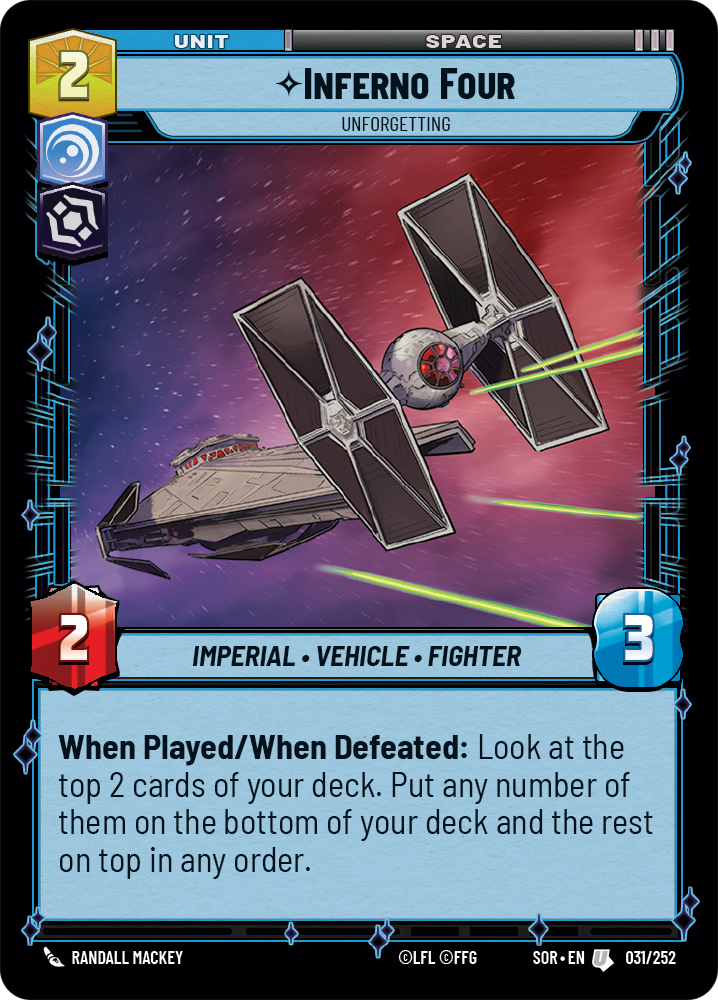 UNIT
SPACE
2
✧INFERNO FOUR
UNFORGETTING
2
IMPERIAL • VEHICLE • FIGHTER
3
When Played/When Defeated: Look at the
top 2 cards of your deck. Put any number of
them on the bottom of your deck and the rest
on top in any order.
RANDALL MACKEY
©LFL ©FFG
SOR • EN
U
031/252